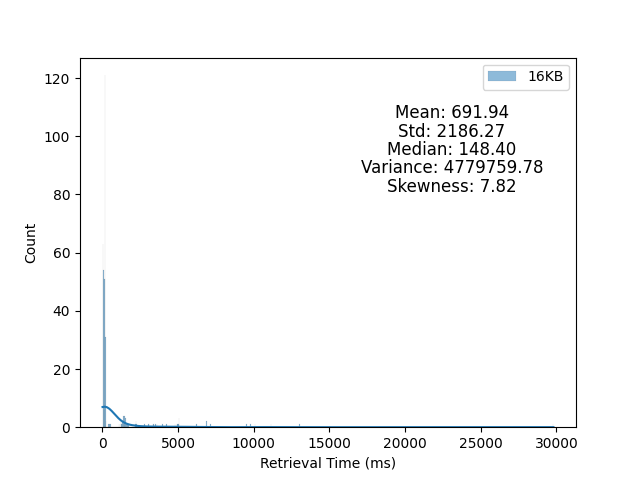 16KB
Mean: 691.94
Std: 2186.27
Median: 148.40
Variance: 4779759.78
Skewness: 7.82
120
100
80
60
40
20
0
Count
0 5000 10000 15000 20000 25000 30000
Retrieval Time (ms)